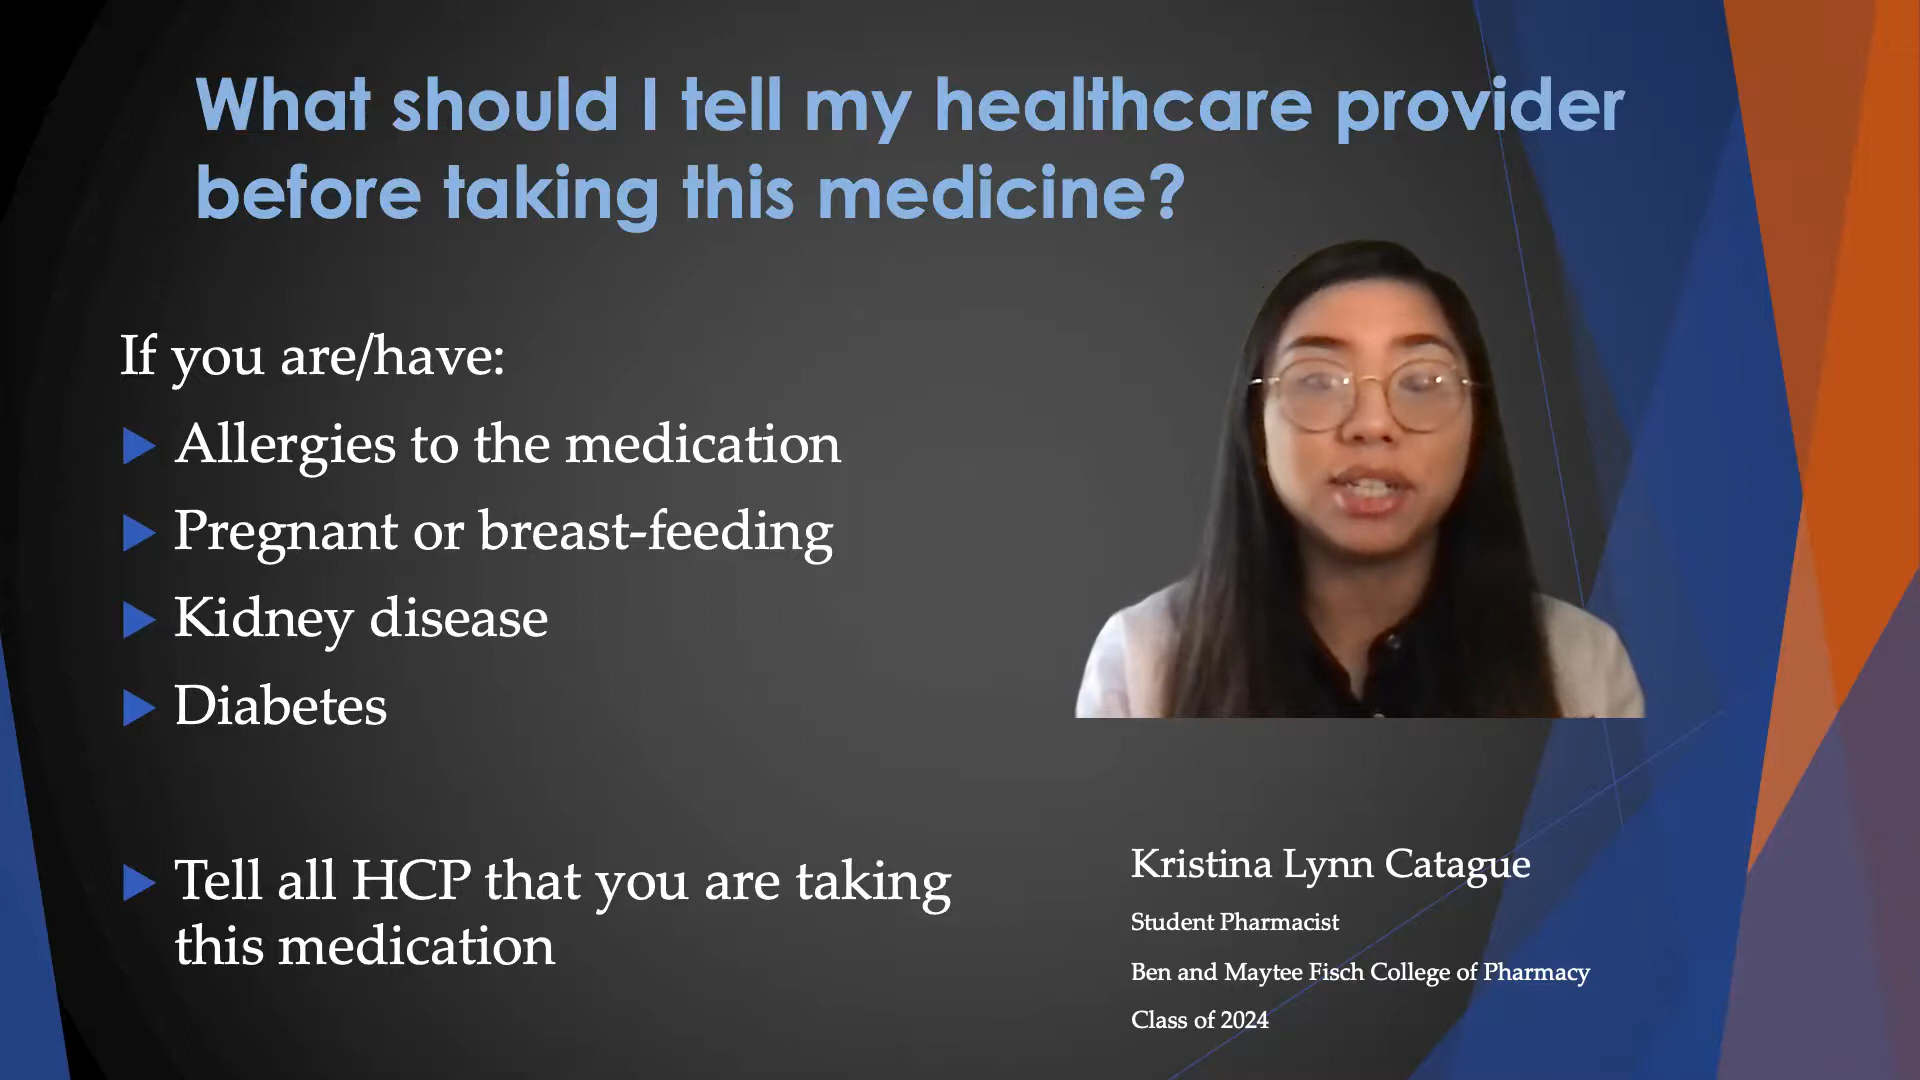 What should I tell my healthcare provider
before taking this medicine?
If you are/have:
Allergies to the medication
Pregnant or breast-feeding
Kidney disease
Diabetes
Tell all HCP that you are taking
this medication
Kristina Lynn Catague
Student Pharmacist
Ben and Maytee Fisch College of Pharmacy
Class of 2024